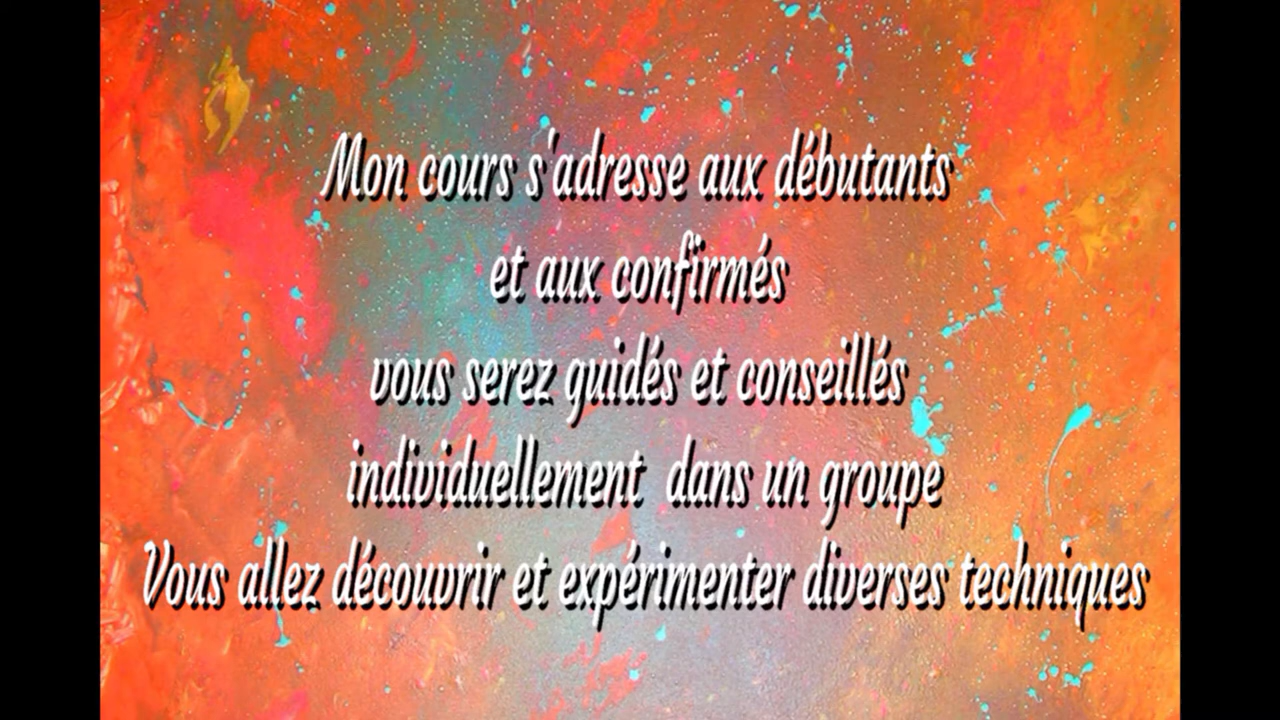 Mon cours s'adresse aux débutants
et aux confirmés
vous serez guidés et conseillés
individuellement dans un groupe
Vous allez découvrir et expérimenter diverses techniques